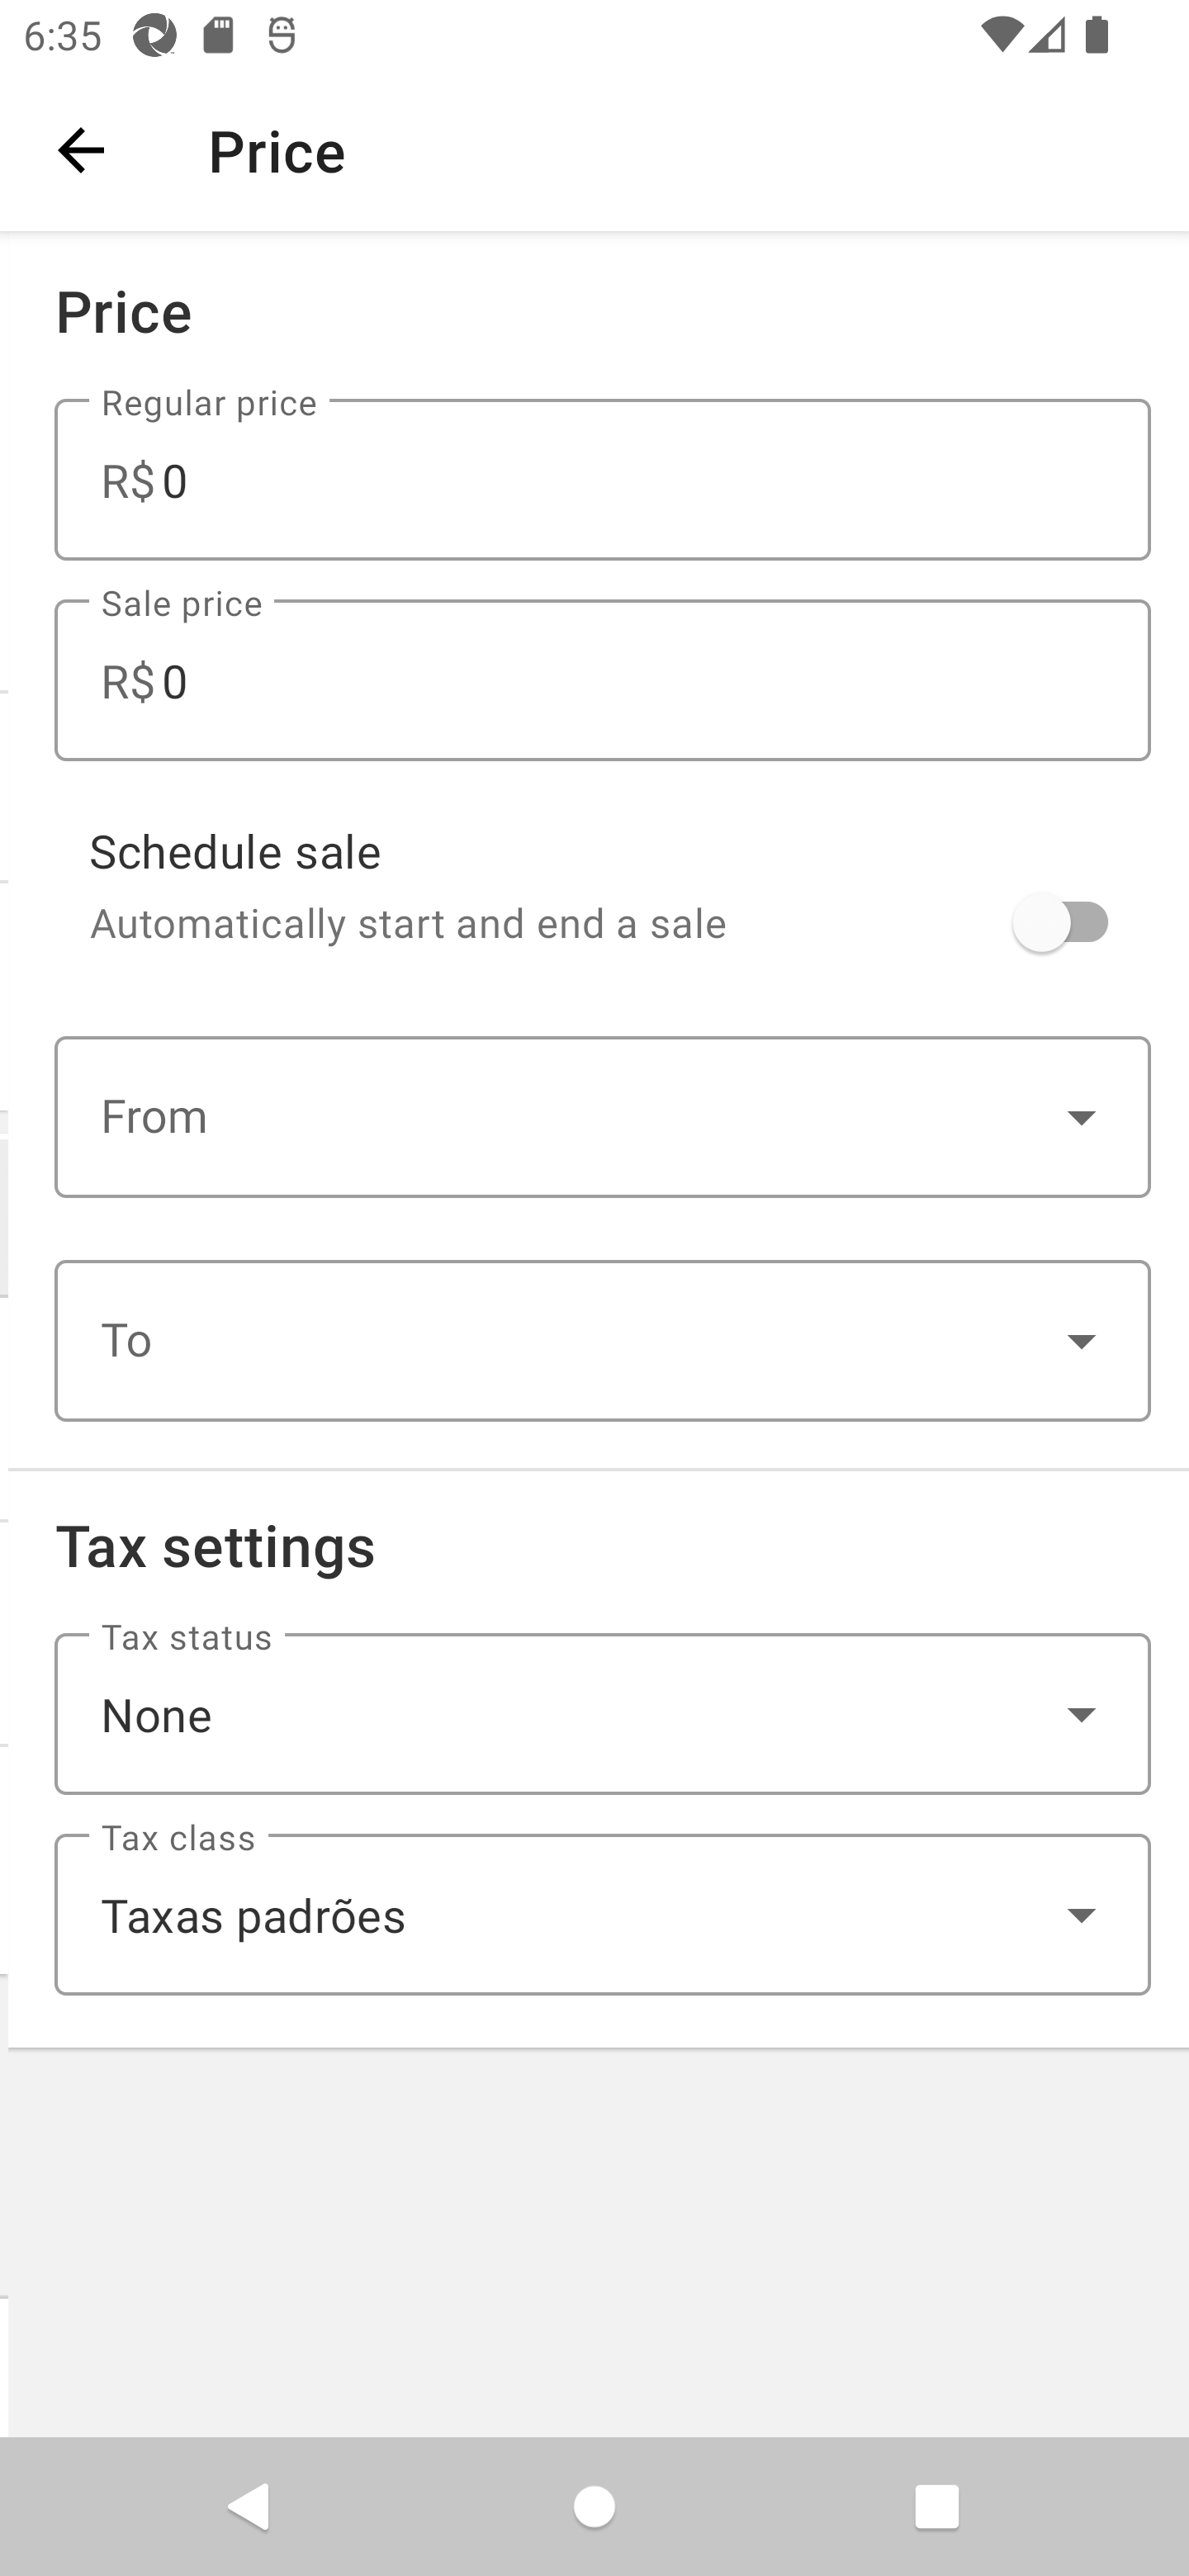 6:35
Price
Price
Regular price
R$ 0
Sale price
R$ 0
Schedule sale
Automatically start and end a sale
From
To
Tax settings
Tax status
None
Tax class
Taxas padrões